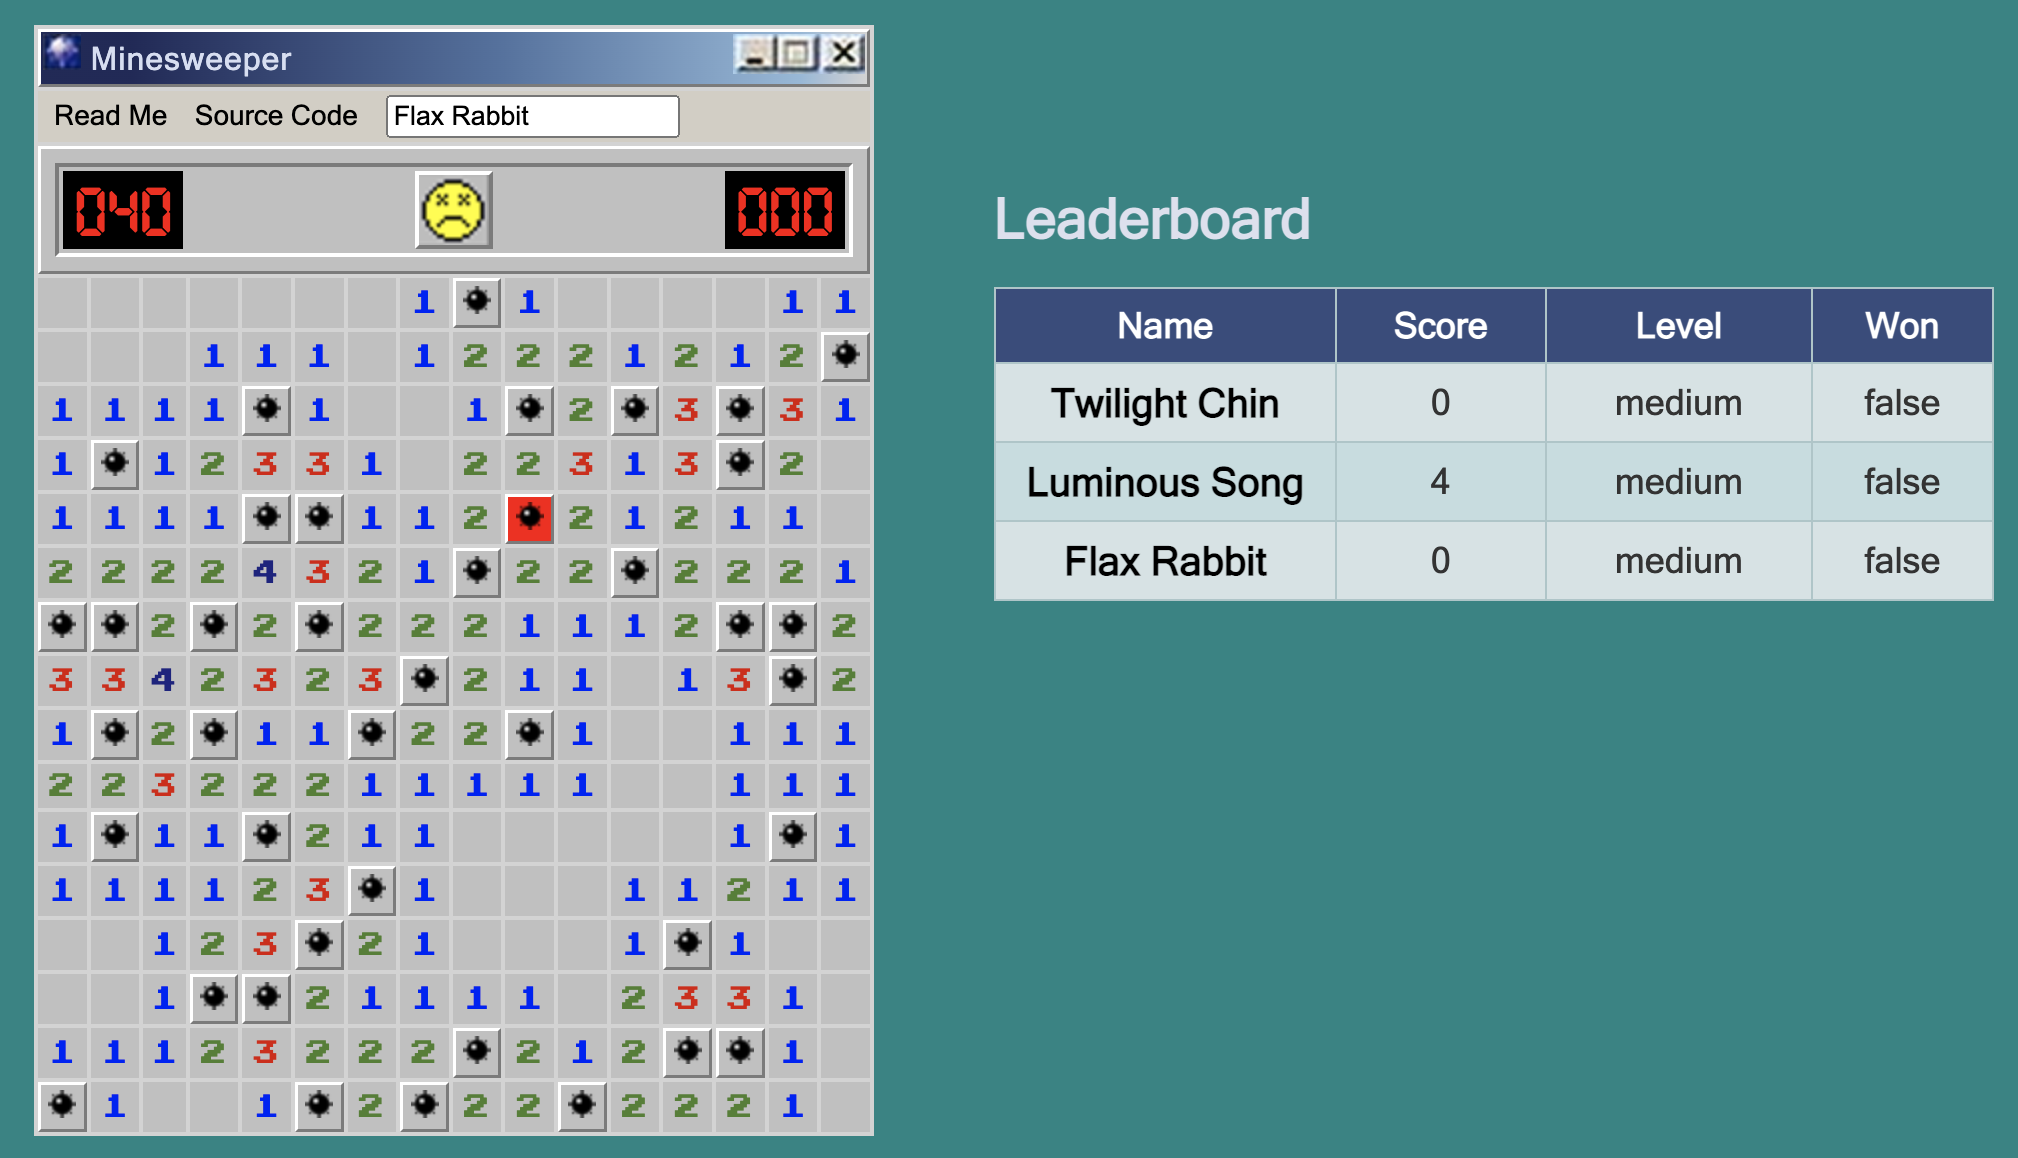 Minesweeper
Read Me Source Code Flax Rabbit
040 000
1 1 1 1
1 1 1 1 2 2 2 1 2 1 2
1 1 1 1 1 1 2 3 3 1
1 1 2 3 3 1 2 2 3 1 3 2
1 1 1 1 1 1 2 2 1 2 1 1
2 2 2 2 4 3 2 1 2 2 2 2 2 1
2 2 2 2 2 1 1 1 2 2
3 3 4 2 3 2 3 2 1 1 1 3 2
1 2 1 1 2 2 1 1 1 1
2 2 3 2 2 2 1 1 1 1 1 1 1 1
1 1 1 2 1 1 1 1
1 1 1 1 2 3 1 1 1 2 1 1
1 2 3 2 1 1 1
1 2 1 1 1 1 2 3 3 1
1 1 1 2 3 2 2 2 2 1 2 1
1 1 2 2 2 2 2 2 1
Leaderboard
Name Score Level Won
Twilight Chin 0 medium false
Luminous Song 4 medium false
Flax Rabbit 0 medium false